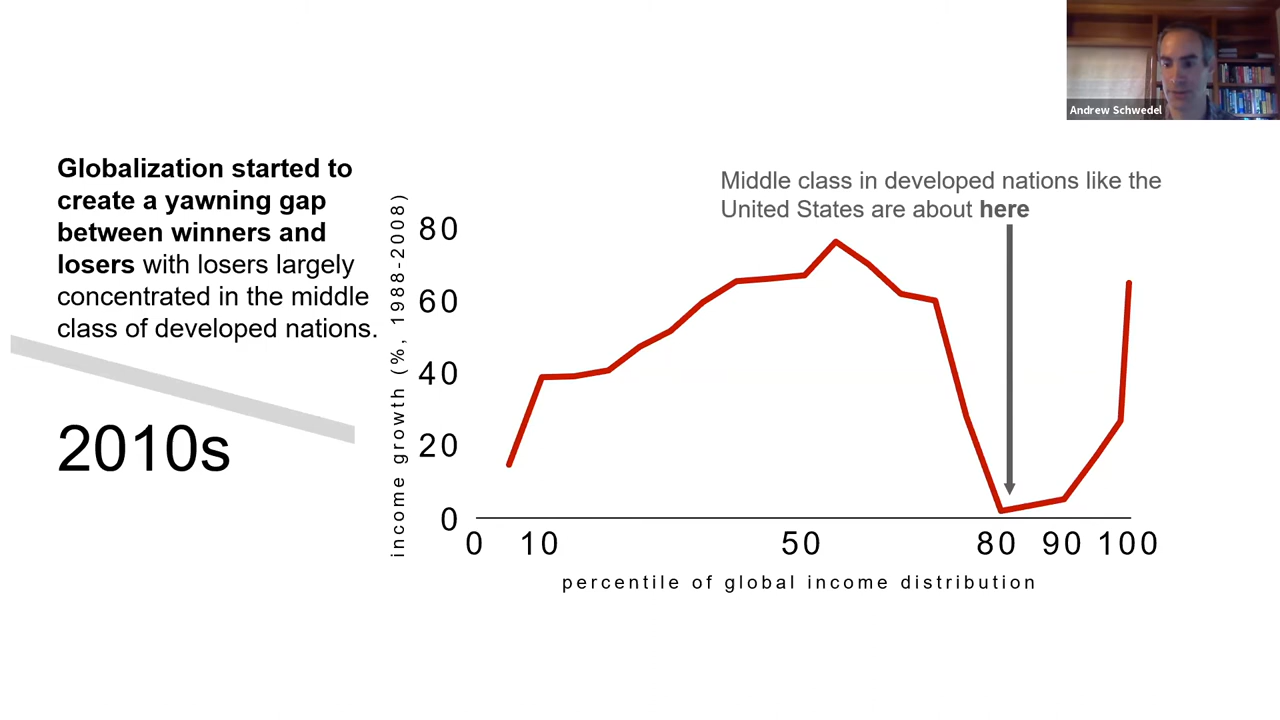 Andrew Schwedel
Globalization started to
create a yawning gap
between winners and
losers with losers largely
concentrated in the middle
class of developed nations.
2010s
Middle class in developed nations like the
United States are about here
income growth (%, 1988-2008)
80
60
40
20
0
0 10 50 80 90 100
percentile of global income distribution